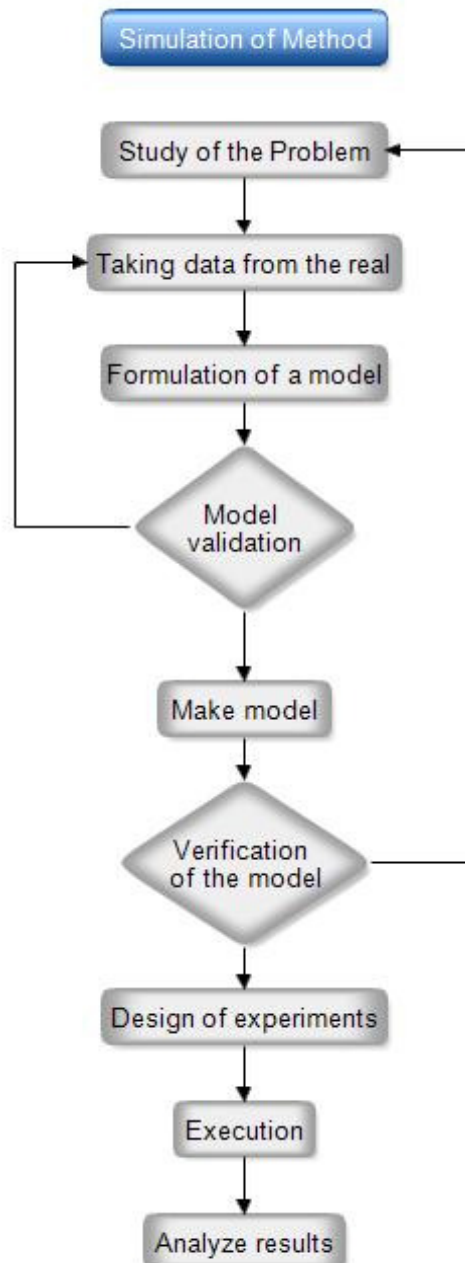 Simulation of Method
Study of the Problem
Taking data from the real
Formulation of a model
Model
validation
Make model
Verification
of the model
Design of experiments
Execution
Analyze results